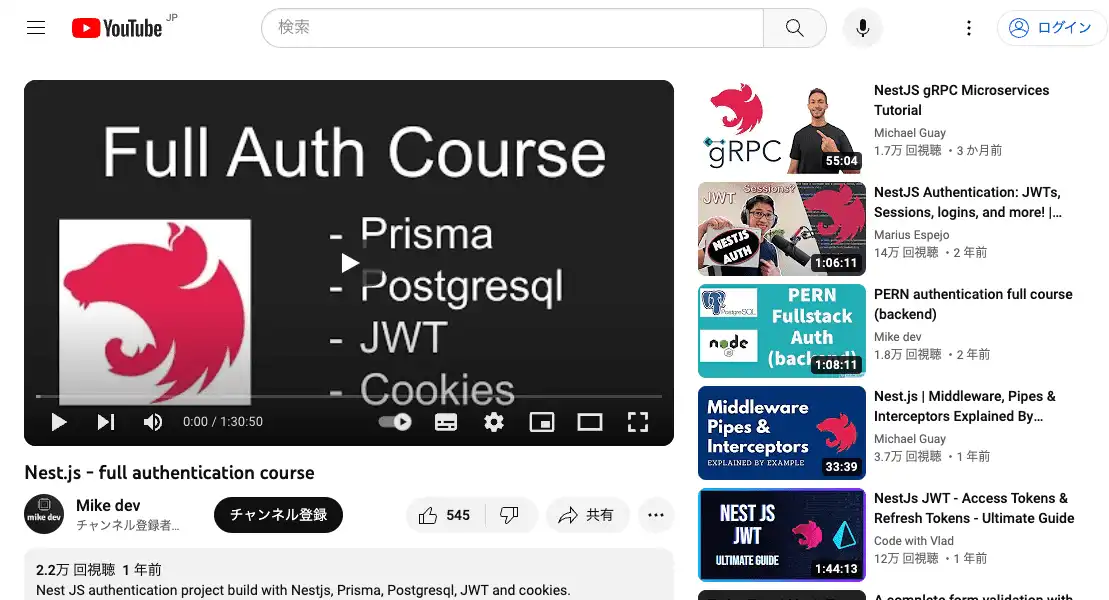 YouTube JP
検索
ログイン
Full Auth Course
- Prisma
- Postgresql
- JWT
- Cookies
0:00 / 1:30:50
Nest.js - full authentication course
mike dev
Mike dev
チャンネル登録者...
チャンネル登録
545
共有
2.2万 回視聴 1 年前
Nest JS authentication project build with Nestjs, Prisma, Postgresql, JWT and cookies.
gRPC
55:04
NestJS gRPC Microservices
Tutorial
Michael Guay
1.7万 回視聴 ・3 か月前
JWT
Sessions?
NESTJS
AUTH
1:06:11
NestJS Authentication: JWTs,
Sessions, logins, and more! |...
Marius Espejo
14万 回視聴 ・2 年前
PostgreSQL
node
PERN
Fullstack
Auth
(backend)
1:08:11
PERN authentication full course
(backend)
Mike dev
1.8万 回視聴 ・2 年前
Middleware
Pipes &
Interceptors
EXPLAINED BY EXAMPLE
33:39
Nest.js | Middleware, Pipes &
Interceptors Explained By...
Michael Guay
3.7万 回視聴 ・1 年前
NEST JS
JWT
ULTIMATE GUIDE
1:44:13
NestJs JWT - Access Tokens &
Refresh Tokens - Ultimate Guide
Code with Vlad
12万 回視聴 ・1 年前
A complete form validation with